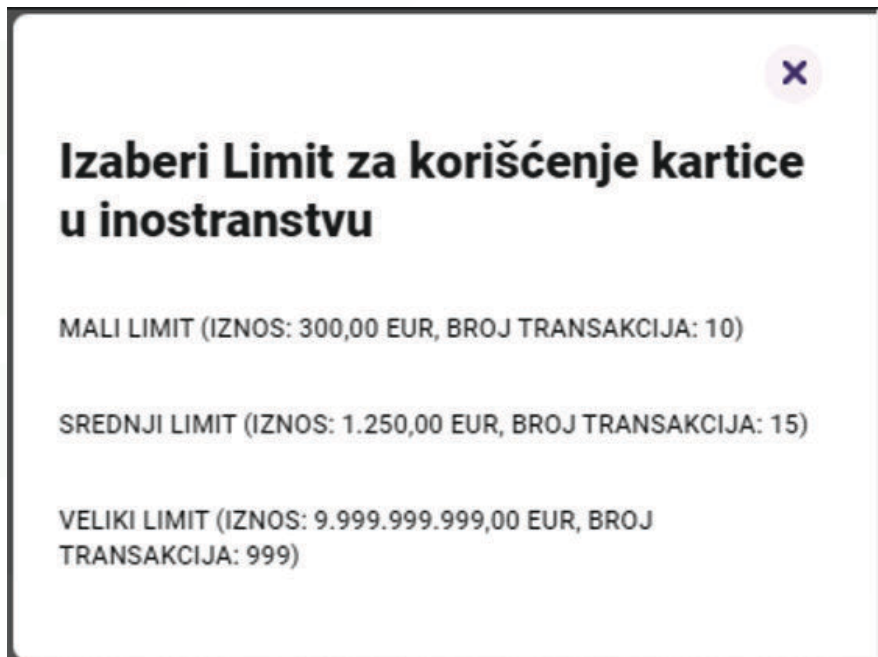 Izaberi Limit za korišćenje kartice
u inostranstvu
MALI LIMIT (IZNOS: 300,00 EUR, BROJ TRANSAKCIJA: 10)
SREDNJI LIMIT (IZNOS: 1.250,00 EUR, BROJ TRANSAKCIJA: 15)
VELIKI LIMIT (IZNOS: 9.999.999.999,00 EUR, BROJ
TRANSAKCIJA: 999)